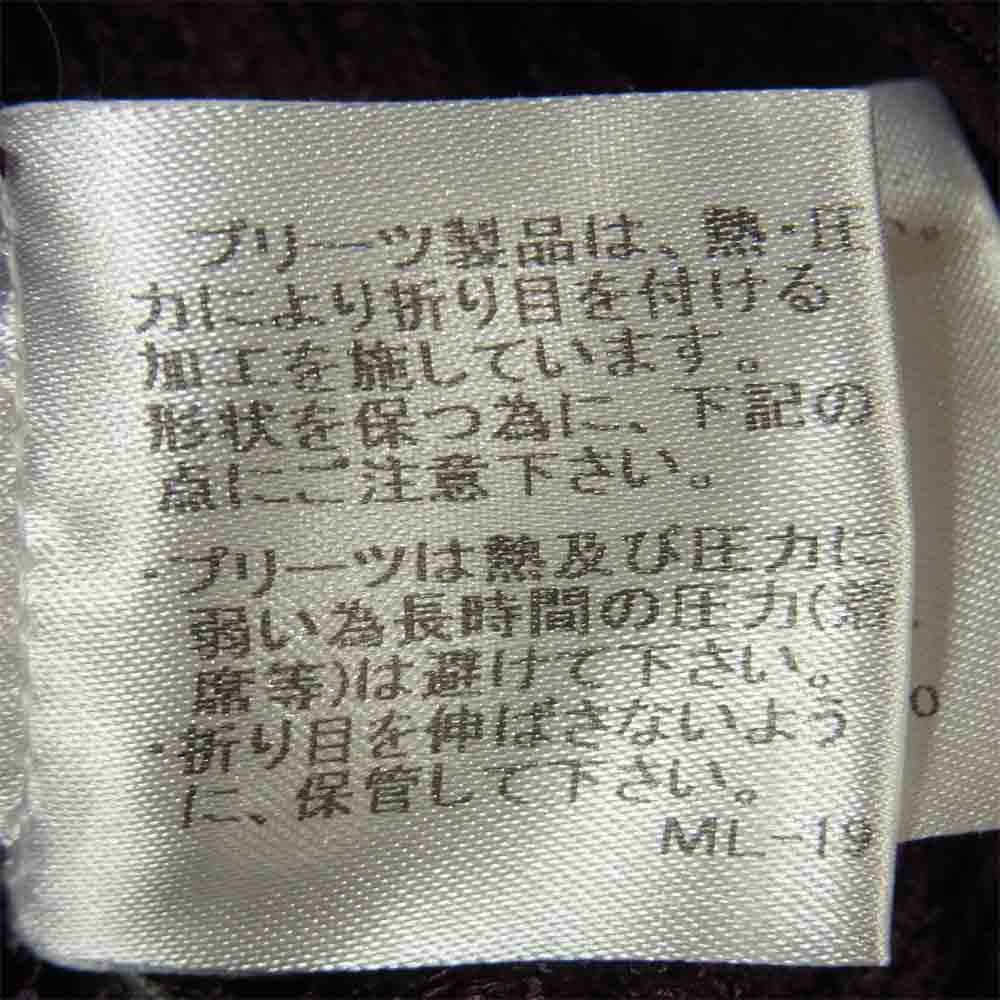 プリーツ製品は、熱・圧
力により折り目を付ける
加工を施しています。
形状を保つ為に、下記の
点にご注意下さい。
・プリーツは熱及び圧力に
弱い為長時間の圧力(着
席等)は避けて下さい。
・折り目を伸ばさないよう
に、保管して下さい。
ML-19